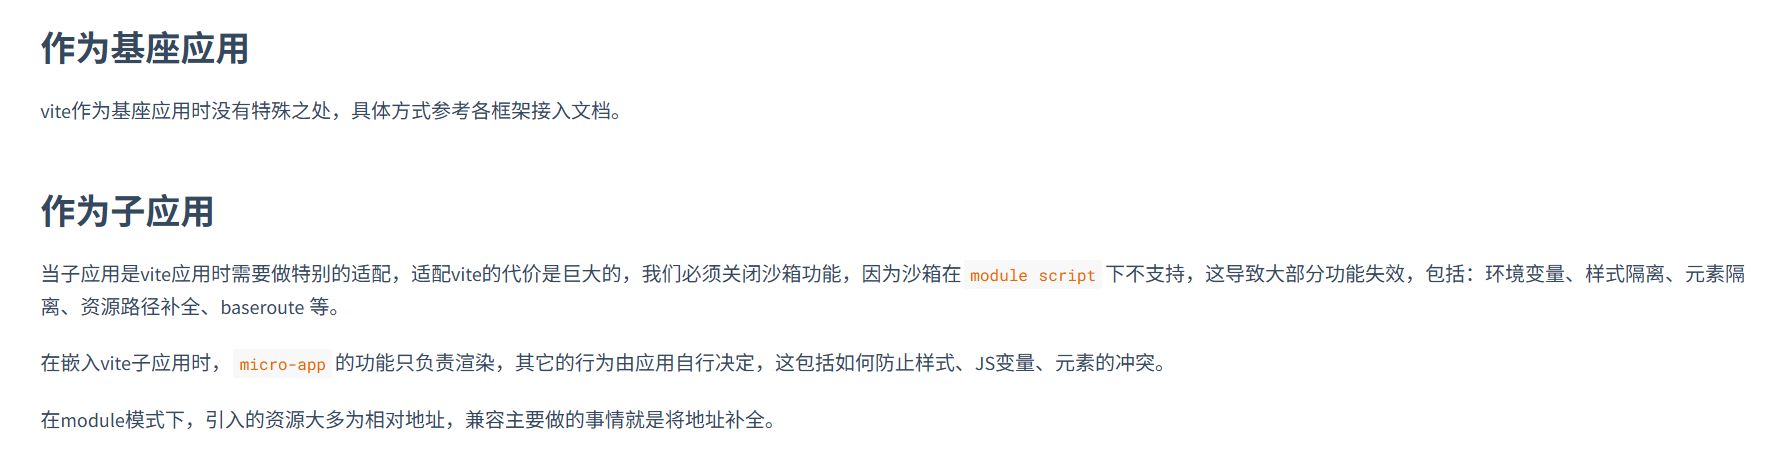 作为基座应用
vite作为基座应用时没有特殊之处，具体方式参考各框架接入文档。
作为子应用
当子应用是vite应用时需要做特别的适配，适配vite的代价是巨大的，我们必须关闭沙箱功能，因为沙箱在 module script 下不支持，这导致大部分功能失效，包括：环境变量、样式隔离、元素隔
离、资源路径补全、baseroute 等。
在嵌入vite子应用时， micro-app 的功能只负责渲染，其它的行为由应用自行决定，这包括如何防止样式、JS变量、元素的冲突。
在module模式下，引入的资源大多为相对地址，兼容主要做的事情就是将地址补全。